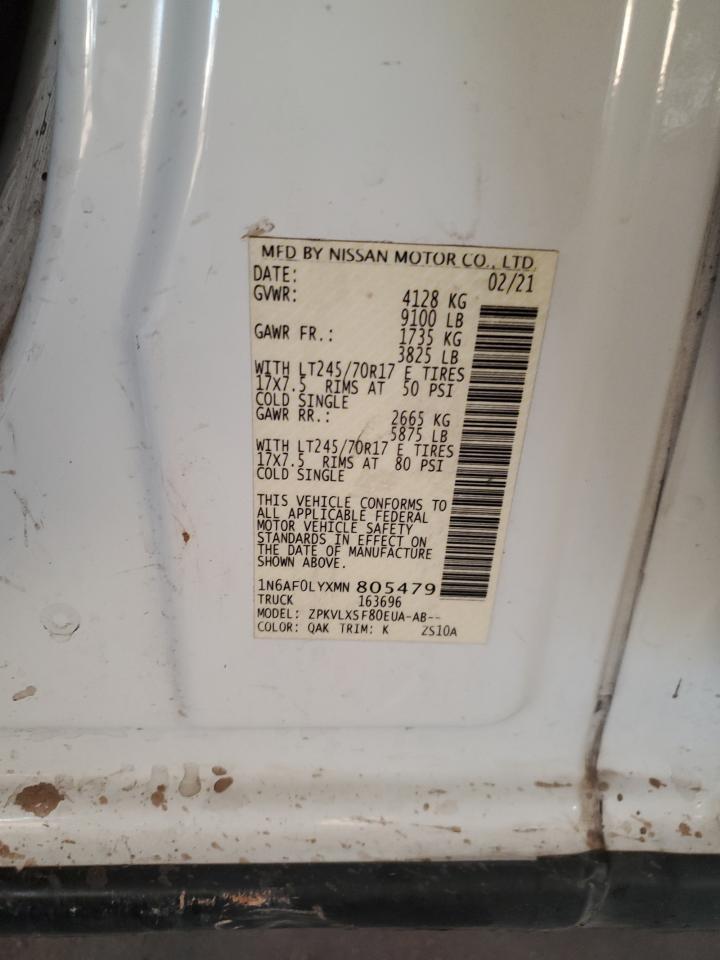 MFD BY NISSAN MOTOR CO., LTD
DATE: 02/21
GVWR: 4128 KG
9100 LB
GAWR FR.: 1735 KG
3825 LB
WITH LT245/70R17 E TIRES
17X7.5 RIMS AT 50 PSI
COLD SINGLE
GAWR RR.: 2665 KG
5875 LB
WITH LT245/70R17 E TIRES
17X7.5 RIMS AT 80 PSI
COLD SINGLE
THIS VEHICLE CONFORMS TO
ALL APPLICABLE FEDERAL
MOTOR VEHICLE SAFETY
STANDARDS IN EFFECT ON
THE DATE OF MANUFACTURE
SHOWN ABOVE.
1N6AF0LYXMN805479
TRUCK 163696
MODEL: ZPKVLXSF80EUA-AB--
COLOR: QAK TRIM: K ZS10A